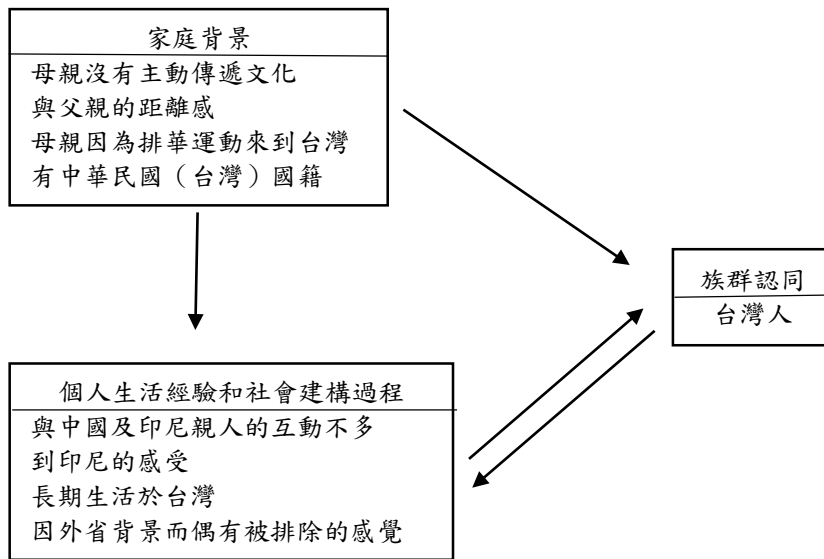 家庭背景
母親沒有主動傳遞文化
與父親的距離感
母親因為排華運動來到台灣
有中華民國（台灣）國籍
族群認同
台灣人
個人生活經驗和社會建構過程
與中國及印尼親人的互動不多
到印尼的感受
長期生活於台灣
因外省背景而偶有被排除的感覺